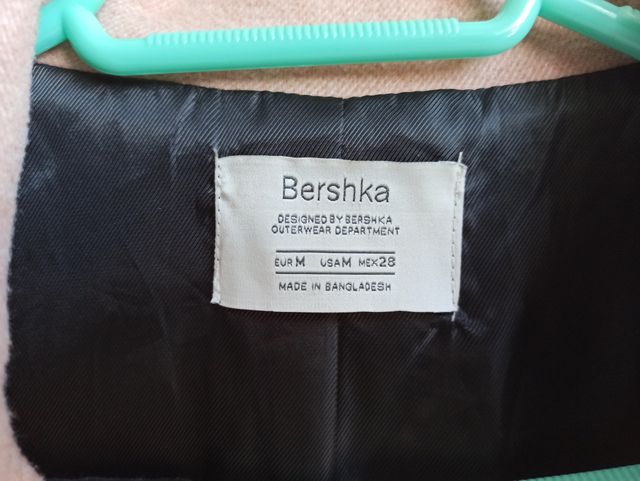 Bershka
DESIGNED BY BERSHKA
OUTERWEAR DEPARTMENT
EUR M USA M MEX 28
MADE IN BANGLADESH